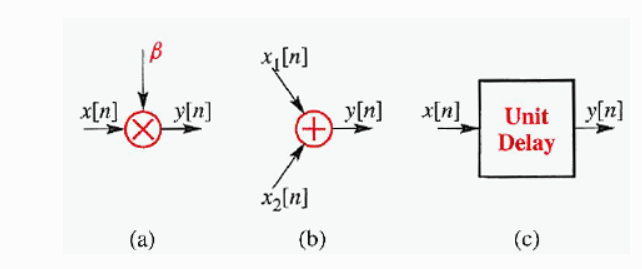 β
x[n]
y[n]
(a)
x₁[n]
y[n]
x₂[n]
(b)
x[n]
Unit
Delay
y[n]
(c)